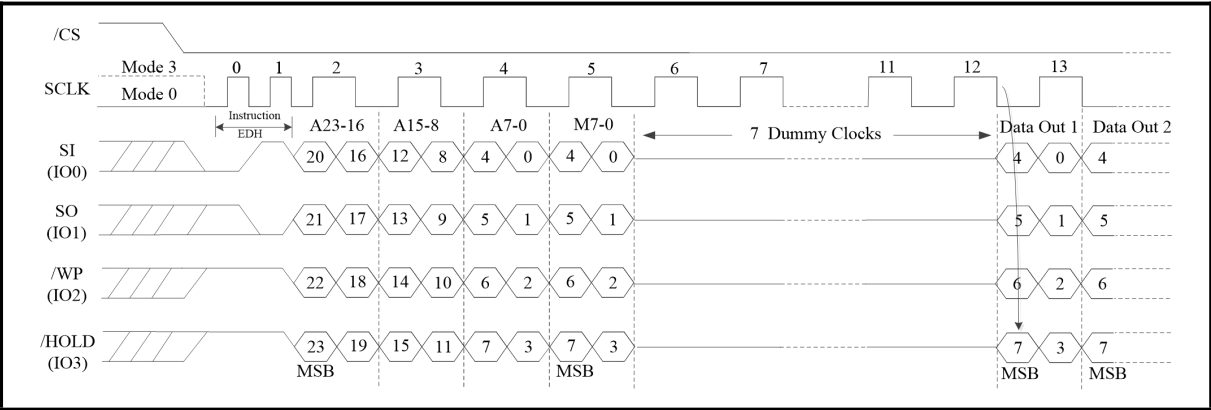 /CS
Mode 3 0 1 2 3 4 5 6 7 11 12 13
SCLK
Mode 0
Instruction
EDH
A23-16 A15-8 A7-0 M7-0 7 Dummy Clocks Data Out 1 Data Out 2
SI
(IO0)
20 16 12 8 4 0 4 0 4 0 4
SO
(IO1)
21 17 13 9 5 1 5 1 5 1 5
/WP
(IO2)
22 18 14 10 6 2 6 2 6 2 6
/HOLD
(IO3)
23 19 15 11 7 3 7 3 7 3 7
MSB MSB MSB MSB